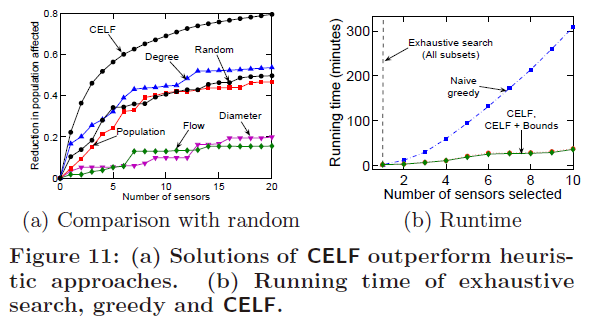 0.8
0.6
0.4
0.2
0
0 5 10 15 20
Reduction in population affected
Number of sensors
CELF
Degree
Random
Population
Flow
Diameter
(a) Comparison with random
300
200
100
0
2 4 6 8 10
Running time (minutes)
Number of sensors selected
Exhaustive search
(All subsets)
Naive
greedy
CELF,
CELF + Bounds
(b) Runtime
Figure 11: (a) Solutions of CELF outperform heuris-
tic approaches. (b) Running time of exhaustive
search, greedy and CELF.